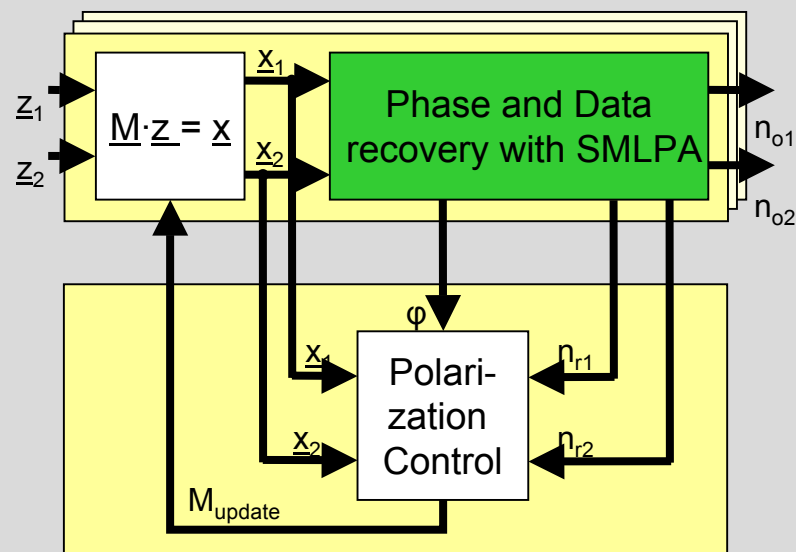 z₁
z₂
M·z = x
x₁
x₂
Phase and Data
recovery with SMLPA
nₒ₁
nₒ₂
φ
x₁
x₂
Polari-
zation
Control
nᵣ₁
nᵣ₂
Mupdate